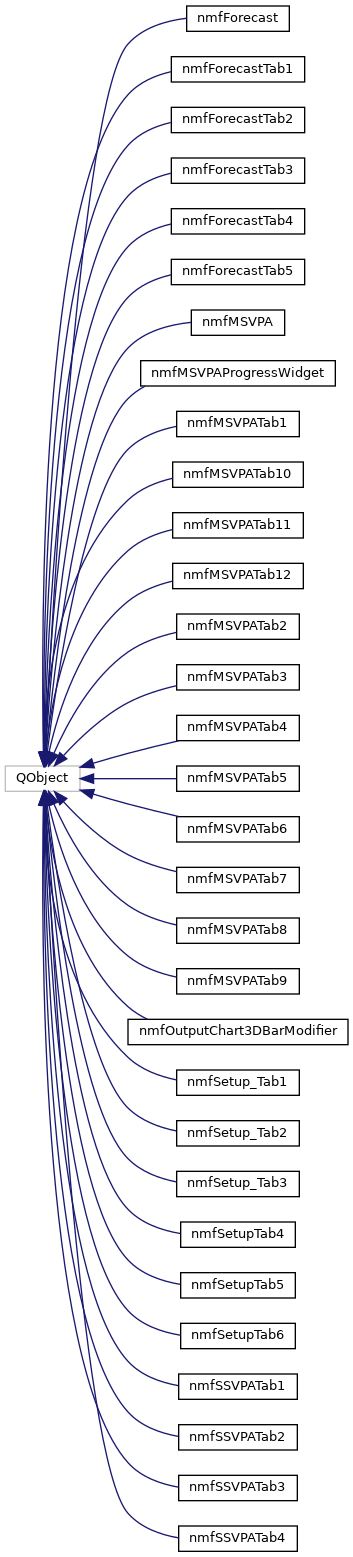 nmfForecast
nmfForecastTab1
nmfForecastTab2
nmfForecastTab3
nmfForecastTab4
nmfForecastTab5
nmfMSVPA
nmfMSVPAProgressWidget
nmfMSVPATab1
nmfMSVPATab10
nmfMSVPATab11
nmfMSVPATab12
nmfMSVPATab2
nmfMSVPATab3
nmfMSVPATab4
QObject
nmfMSVPATab5
nmfMSVPATab6
nmfMSVPATab7
nmfMSVPATab8
nmfMSVPATab9
nmfOutputChart3DBarModifier
nmfSetup_Tab1
nmfSetup_Tab2
nmfSetup_Tab3
nmfSetupTab4
nmfSetupTab5
nmfSetupTab6
nmfSSVPATab1
nmfSSVPATab2
nmfSSVPATab3
nmfSSVPATab4